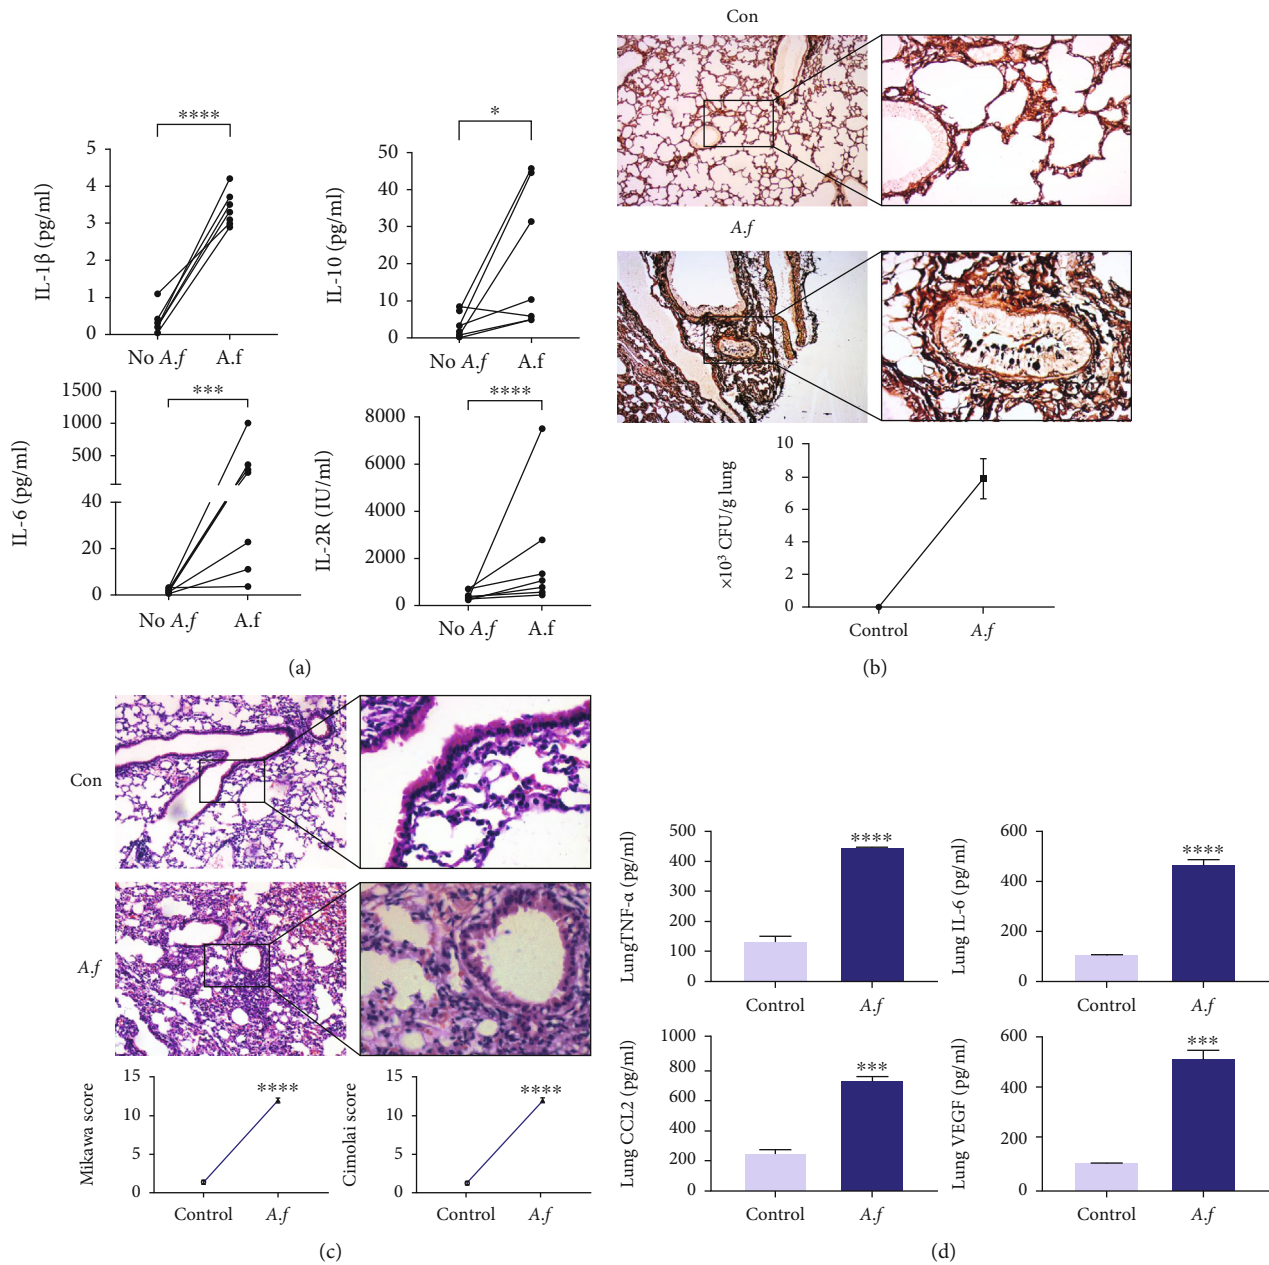 ****
IL-1β (pg/ml)
5
4
3
2
1
0
No A.f
A.f
*
IL-10 (pg/ml)
50
40
30
20
10
0
No A.f
A.f
***
IL-6 (pg/ml)
1500
1000
500
40
20
0
No A.f
A.f
****
IL-2R (IU/ml)
8000
6000
4000
2000
0
No A.f
A.f
(a)
Con
A.f
×10³ CFU/g lung
10
8
6
4
2
0
Control
A.f
(b)
Con
A.f
Mikawa score
15
10
5
0
****
Control
A.f
Cimolai score
15
10
5
0
****
Control
A.f
(c)
LungTNF-α (pg/ml)
500
400
300
200
130
100
0
****
Control
A.f
Lung IL-6 (pg/ml)
600
400
200
0
****
Control
A.f
Lung CCL2 (pg/ml)
1000
800
600
400
200
0
***
Control
A.f
Lung VEGF (pg/ml)
600
400
200
0
***
Control
A.f
(d)